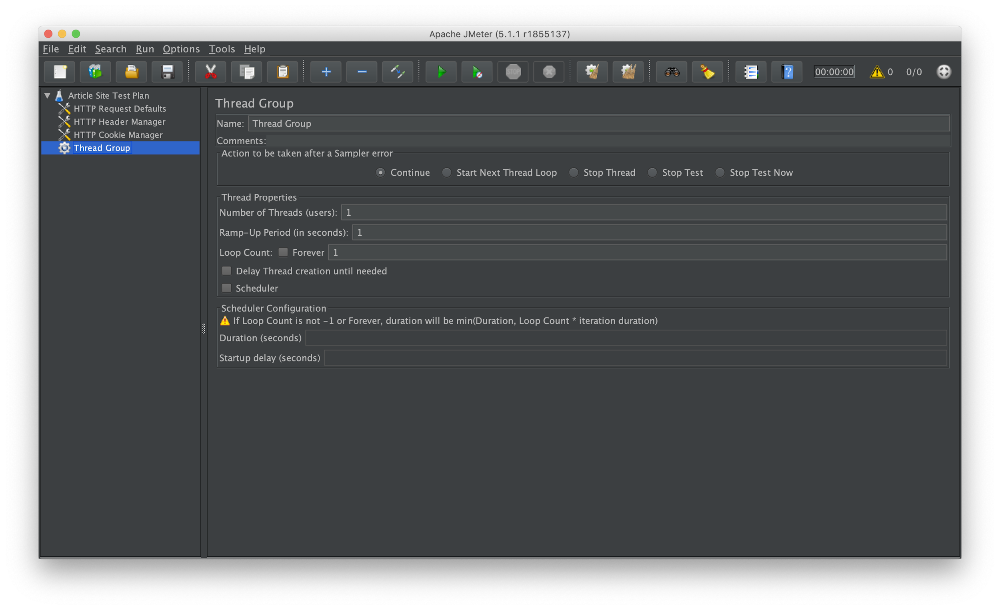 Apache JMeter (5.1.1 r1855137)
File Edit Search Run Options Tools Help
STOP
00:00:00 0 0/0
Article Site Test Plan
HTTP Request Defaults
HTTP Header Manager
HTTP Cookie Manager
Thread Group
Thread Group
Name: Thread Group
Comments:
Action to be taken after a Sampler error
Continue Start Next Thread Loop Stop Thread Stop Test Stop Test Now
Thread Properties
Number of Threads (users): 1
Ramp-Up Period (in seconds): 1
Loop Count: Forever 1
Delay Thread creation until needed
Scheduler
Scheduler Configuration
If Loop Count is not -1 or Forever, duration will be min(Duration, Loop Count * iteration duration)
Duration (seconds)
Startup delay (seconds)